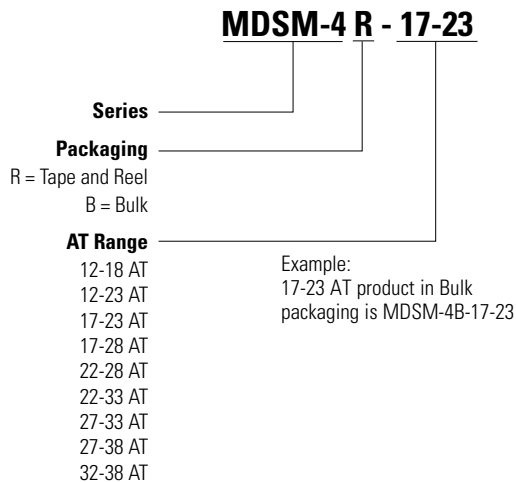 MDSM-4 R - 17-23
Series
Packaging
R = Tape and Reel
B = Bulk
AT Range
12-18 AT
12-23 AT
17-23 AT
17-28 AT
22-28 AT
22-33 AT
27-33 AT
27-38 AT
32-38 AT
Example:
17-23 AT product in Bulk
packaging is MDSM-4B-17-23